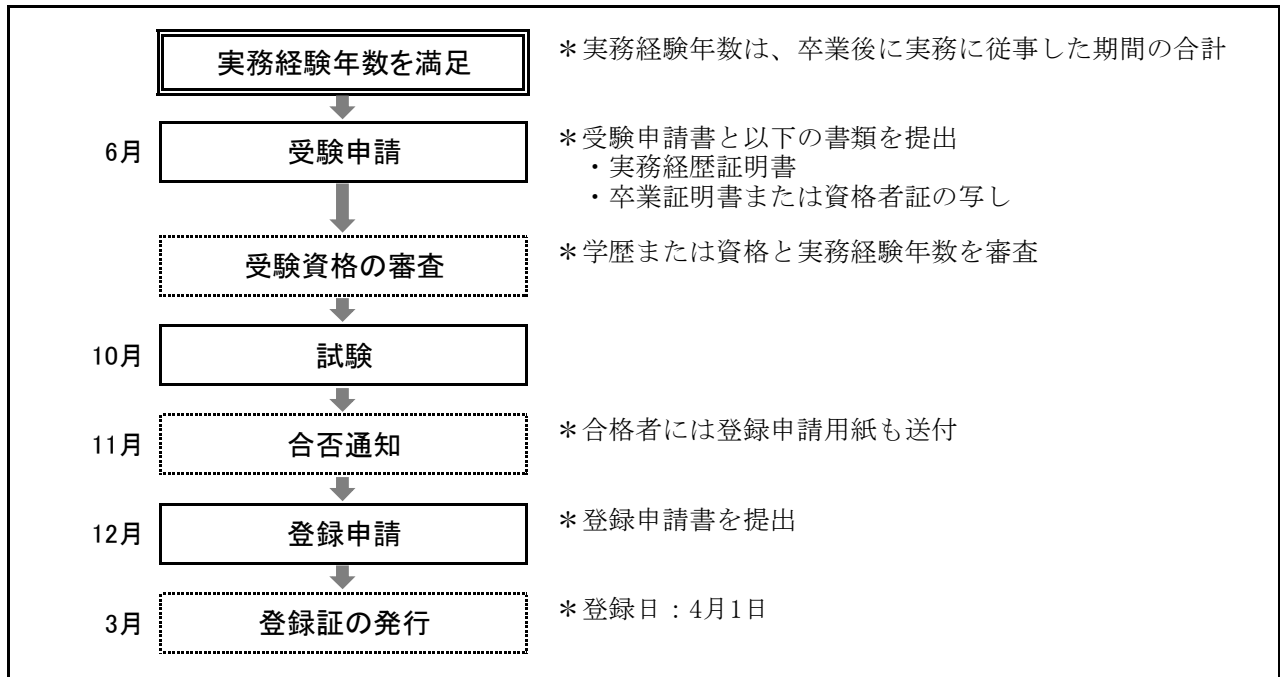 実務経験年数を満足
＊実務経験年数は、卒業後に実務に従事した期間の合計
6月
受験申請
＊受験申請書と以下の書類を提出
・実務経歴証明書
・卒業証明書または資格者証の写し
受験資格の審査
＊学歴または資格と実務経験年数を審査
10月
試験
11月
合否通知
＊合格者には登録申請用紙も送付
12月
登録申請
＊登録申請書を提出
3月
登録証の発行
＊登録日：4月1日